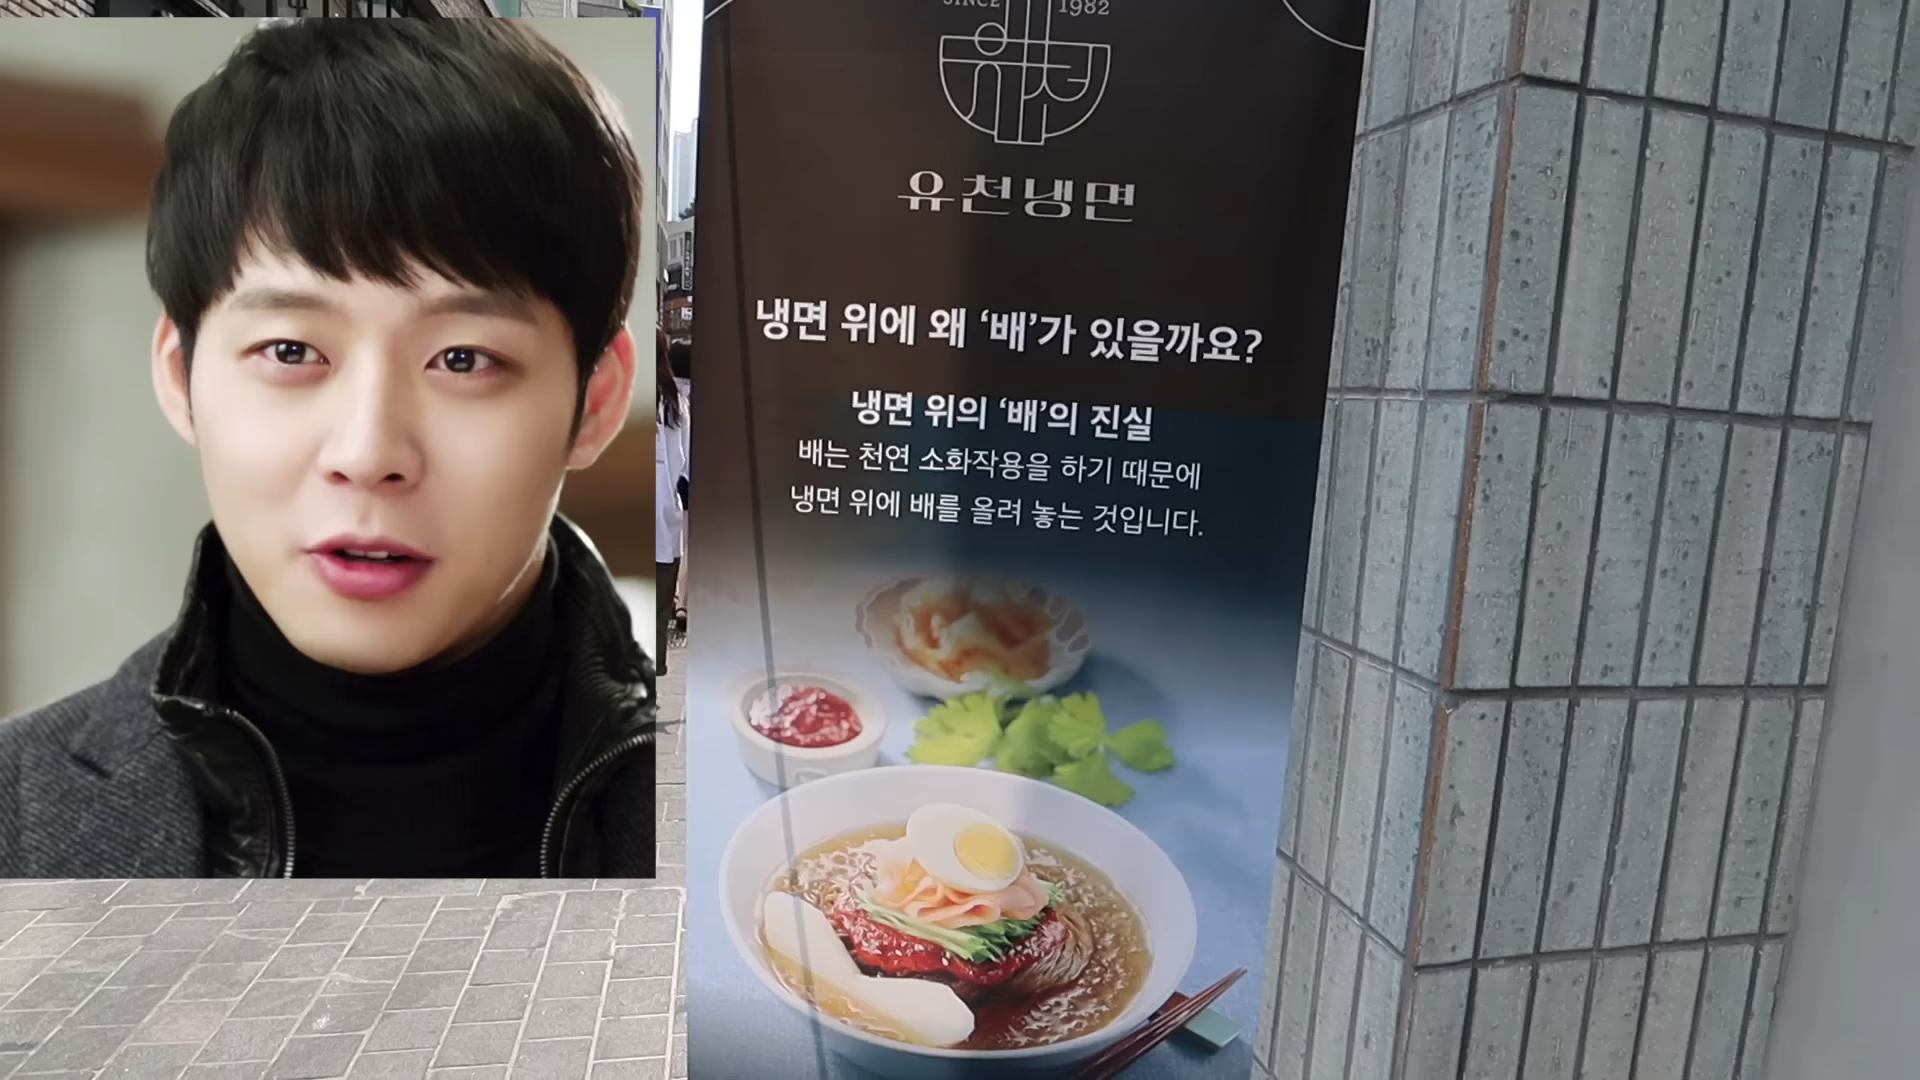 SINCE 1982
유천냉면
냉면 위에 왜 ‘배’가 있을까요?
냉면 위의 ‘배’의 진실
배는 천연 소화작용을 하기 때문에
냉면 위에 배를 올려 놓는 것입니다.